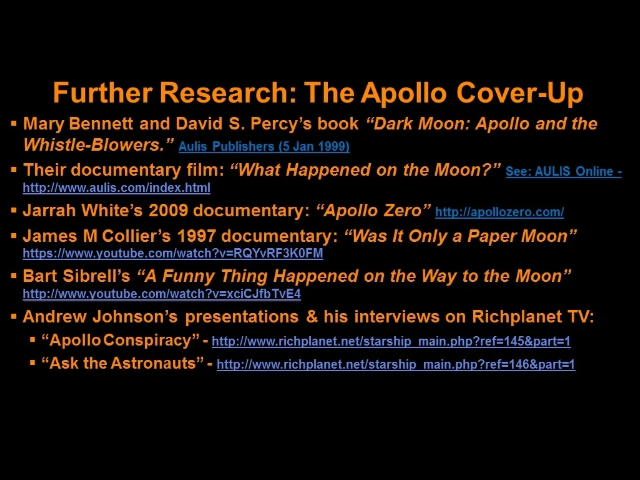 Further Research: The Apollo Cover-Up
▪ Mary Bennett and David S. Percy's book “Dark Moon: Apollo and the
Whistle-Blowers.” Aulis Publishers (5 Jan 1999)
▪ Their documentary film: “What Happened on the Moon?” See: AULIS Online -
http://www.aulis.com/index.html
▪ Jarrah White's 2009 documentary: “Apollo Zero” http://apollozero.com/
▪ James M Collier's 1997 documentary: “Was It Only a Paper Moon”
https://www.youtube.com/watch?v=RQYvRF3K0FM
▪ Bart Sibrell's “A Funny Thing Happened on the Way to the Moon”
http://www.youtube.com/watch?v=xciCJfbTvE4
▪ Andrew Johnson's presentations & his interviews on Richplanet TV:
▪ “Apollo Conspiracy” - http://www.richplanet.net/starship_main.php?ref=145&part=1
▪ “Ask the Astronauts” - http://www.richplanet.net/starship_main.php?ref=146&part=1